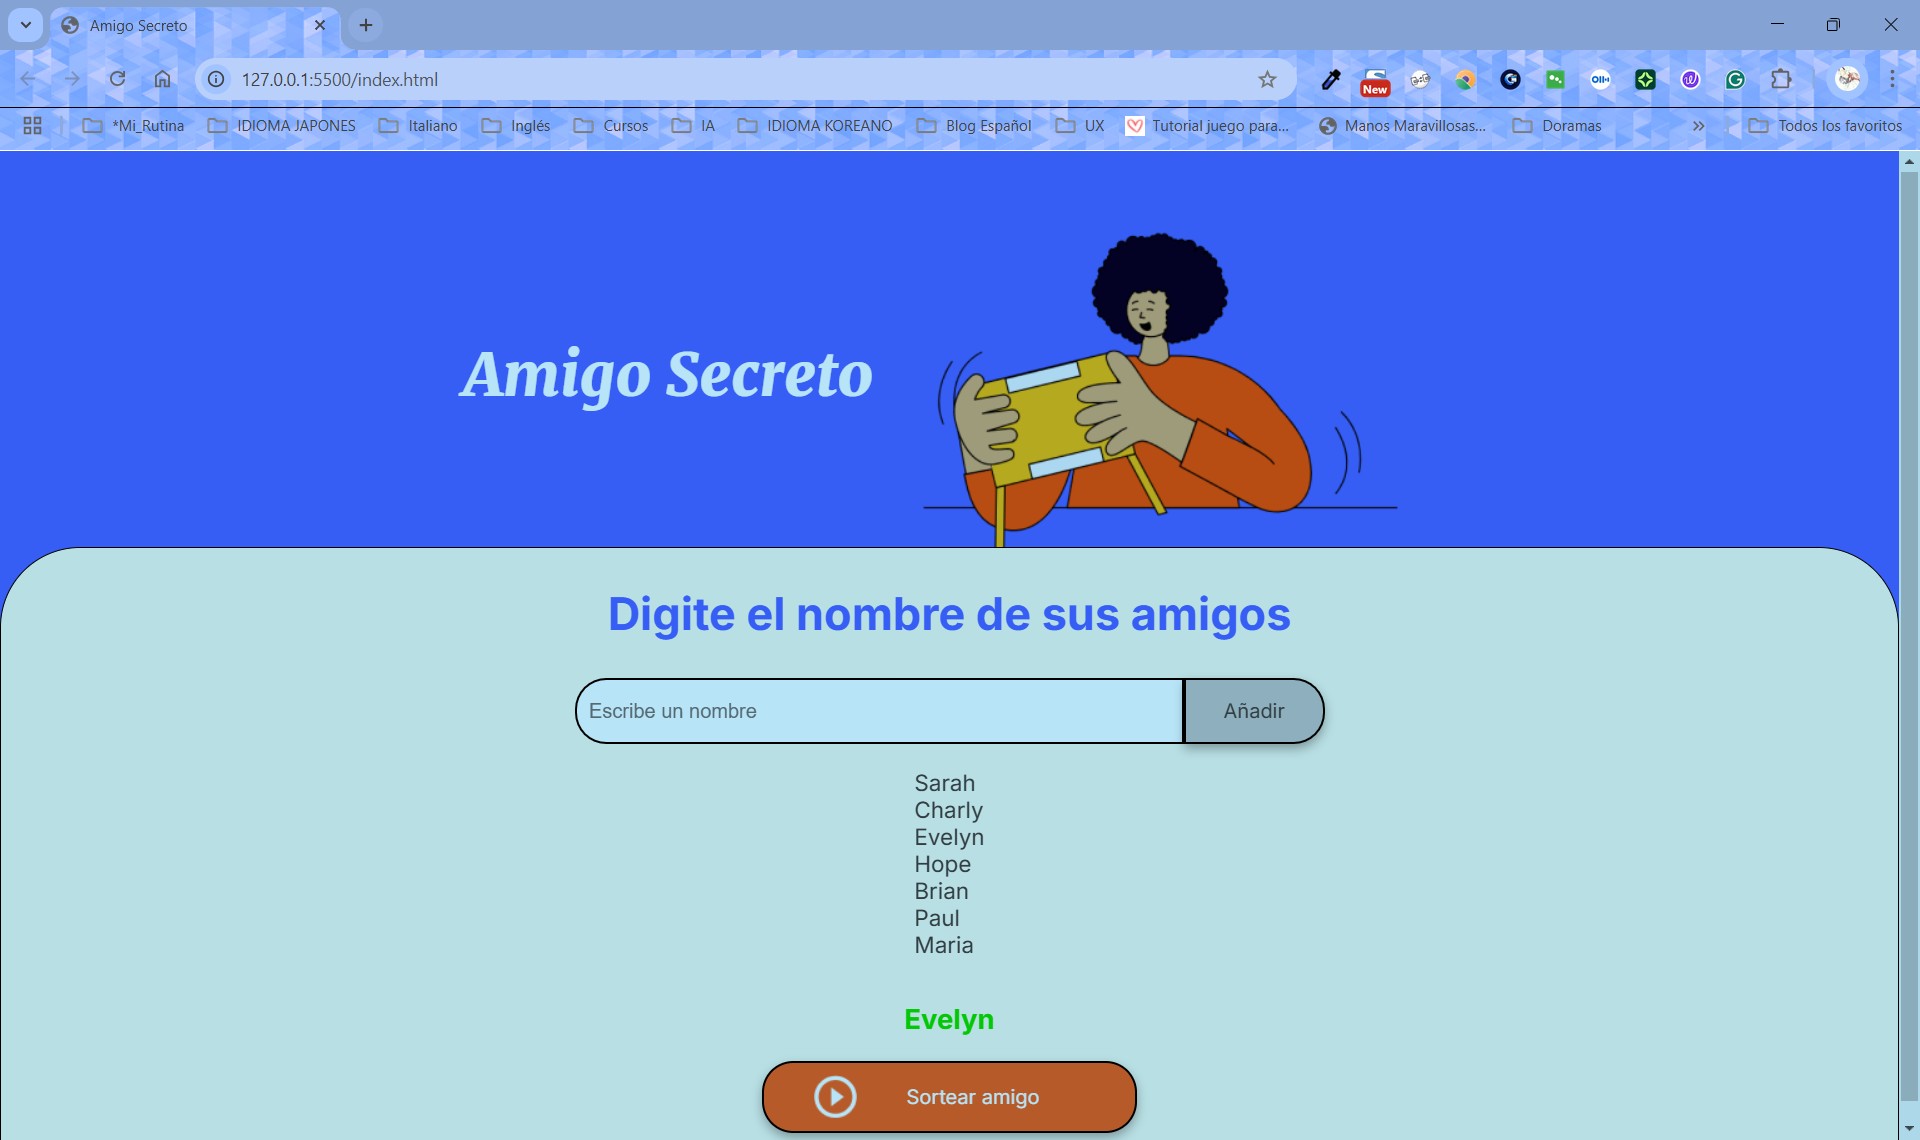 Amigo Secreto
127.0.0.1:5500/index.html
New
*Mi_Rutina IDIOMA JAPONES Italiano Inglés Cursos IA IDIOMA KOREANO Blog Español UX Tutorial juego para... Manos Maravillosas... Doramas Todos los favoritos
Amigo Secreto
Digite el nombre de sus amigos
Escribe un nombre Añadir
Sarah
Charly
Evelyn
Hope
Brian
Paul
Maria
Evelyn
Sortear amigo